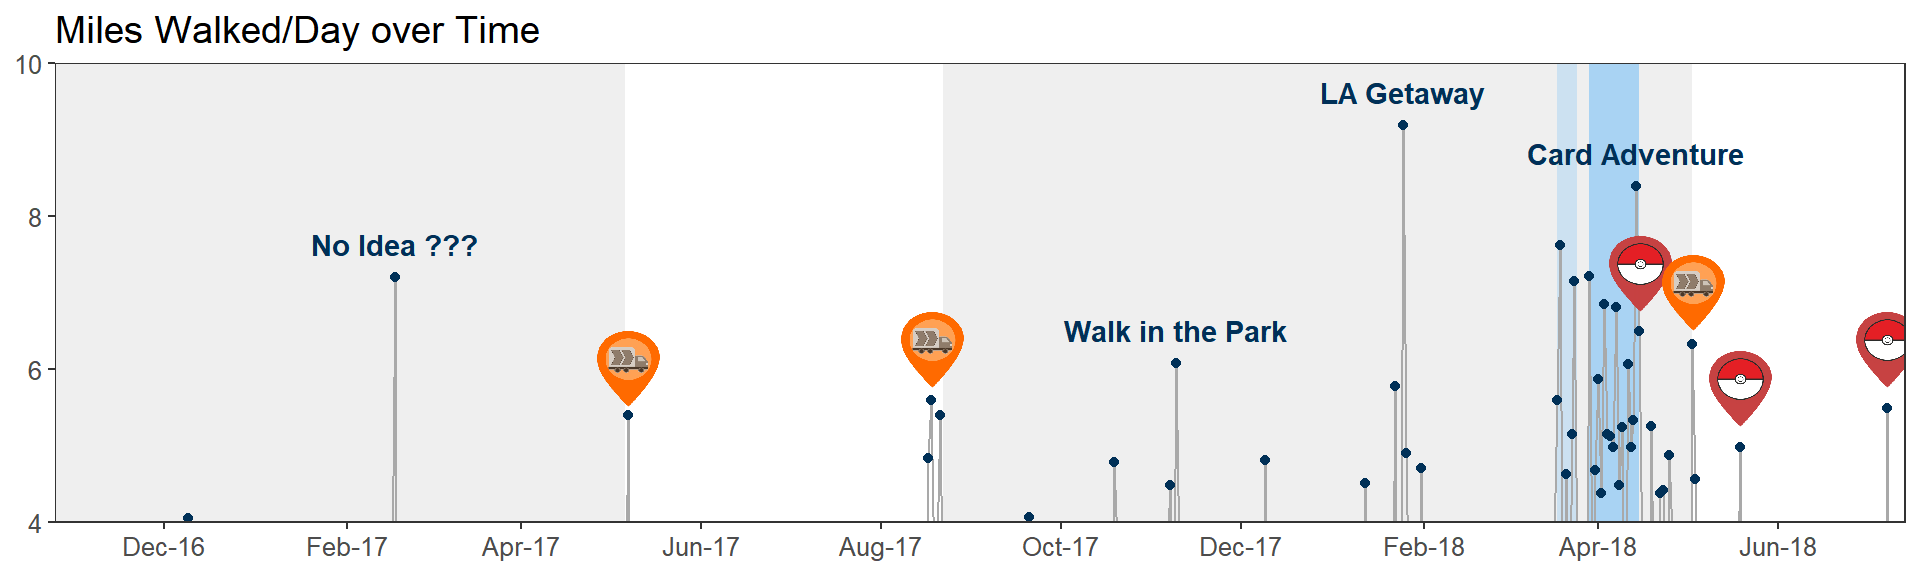 Miles Walked/Day over Time
10
LA Getaway
Card Adventure
8
No Idea ???
Walk in the Park
6
4
Dec-16 Feb-17 Apr-17 Jun-17 Aug-17 Oct-17 Dec-17 Feb-18 Apr-18 Jun-18